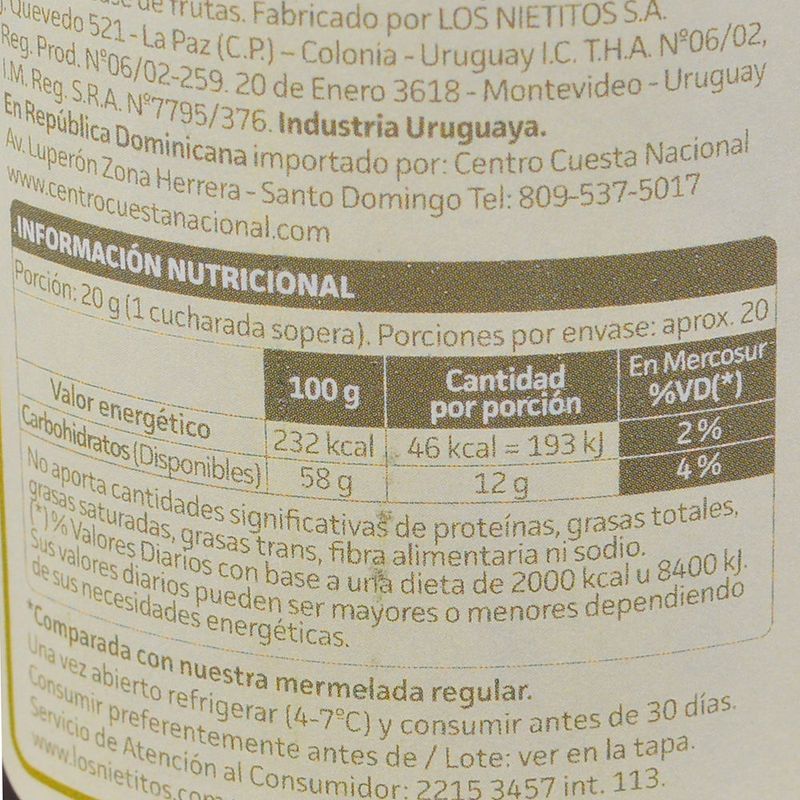 de frutas. Fabricado por LOS NIETITOS S.A.
Quevedo 521 - La Paz (C.P.) – Colonia - Uruguay I.C. T.H.A. N°06/02,
Reg. Prod. N°06/02-259. 20 de Enero 3618 - Montevideo - Uruguay
I.M. Reg. S.R.A. N°7795/376. Industria Uruguaya.
En República Dominicana importado por: Centro Cuesta Nacional
Av. Luperón Zona Herrera - Santo Domingo Tel: 809-537-5017
www.centrocuestanacional.com
INFORMACIÓN NUTRICIONAL
Porción: 20 g (1 cucharada sopera). Porciones por envase: aprox. 20
100 g Cantidad por porción En Mercosur %VD(*)
Valor energético 232 kcal 46 kcal = 193 kJ 2%
Carbohidratos (Disponibles) 58 g 12 g 4%
No aporta cantidades significativas de proteínas, grasas totales,
grasas saturadas, grasas trans, fibra alimentaria ni sodio.
(*)% Valores Diarios con base a una dieta de 2000 kcal u 8400 kJ.
Sus valores diarios pueden ser mayores o menores dependiendo
de sus necesidades energéticas.
*Comparada con nuestra mermelada regular.
Una vez abierto refrigerar (4-7°C) y consumir antes de 30 días.
Consumir preferentemente antes de / Lote: ver en la tapa.
Servicio de Atención al Consumidor: 2215 3457 int. 113.
www.losnietitos.com